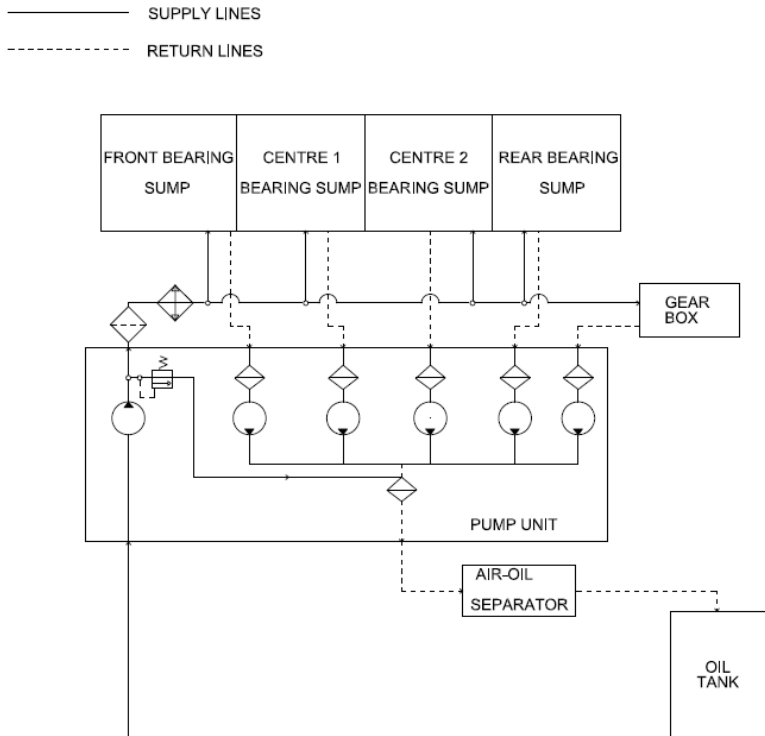 SUPPLY LINES
RETURN LINES
FRONT BEARING
SUMP
CENTRE 1
BEARING SUMP
CENTRE 2
BEARING SUMP
REAR BEARING
SUMP
GEAR
BOX
PUMP UNIT
AIR-OIL
SEPARATOR
OIL
TANK